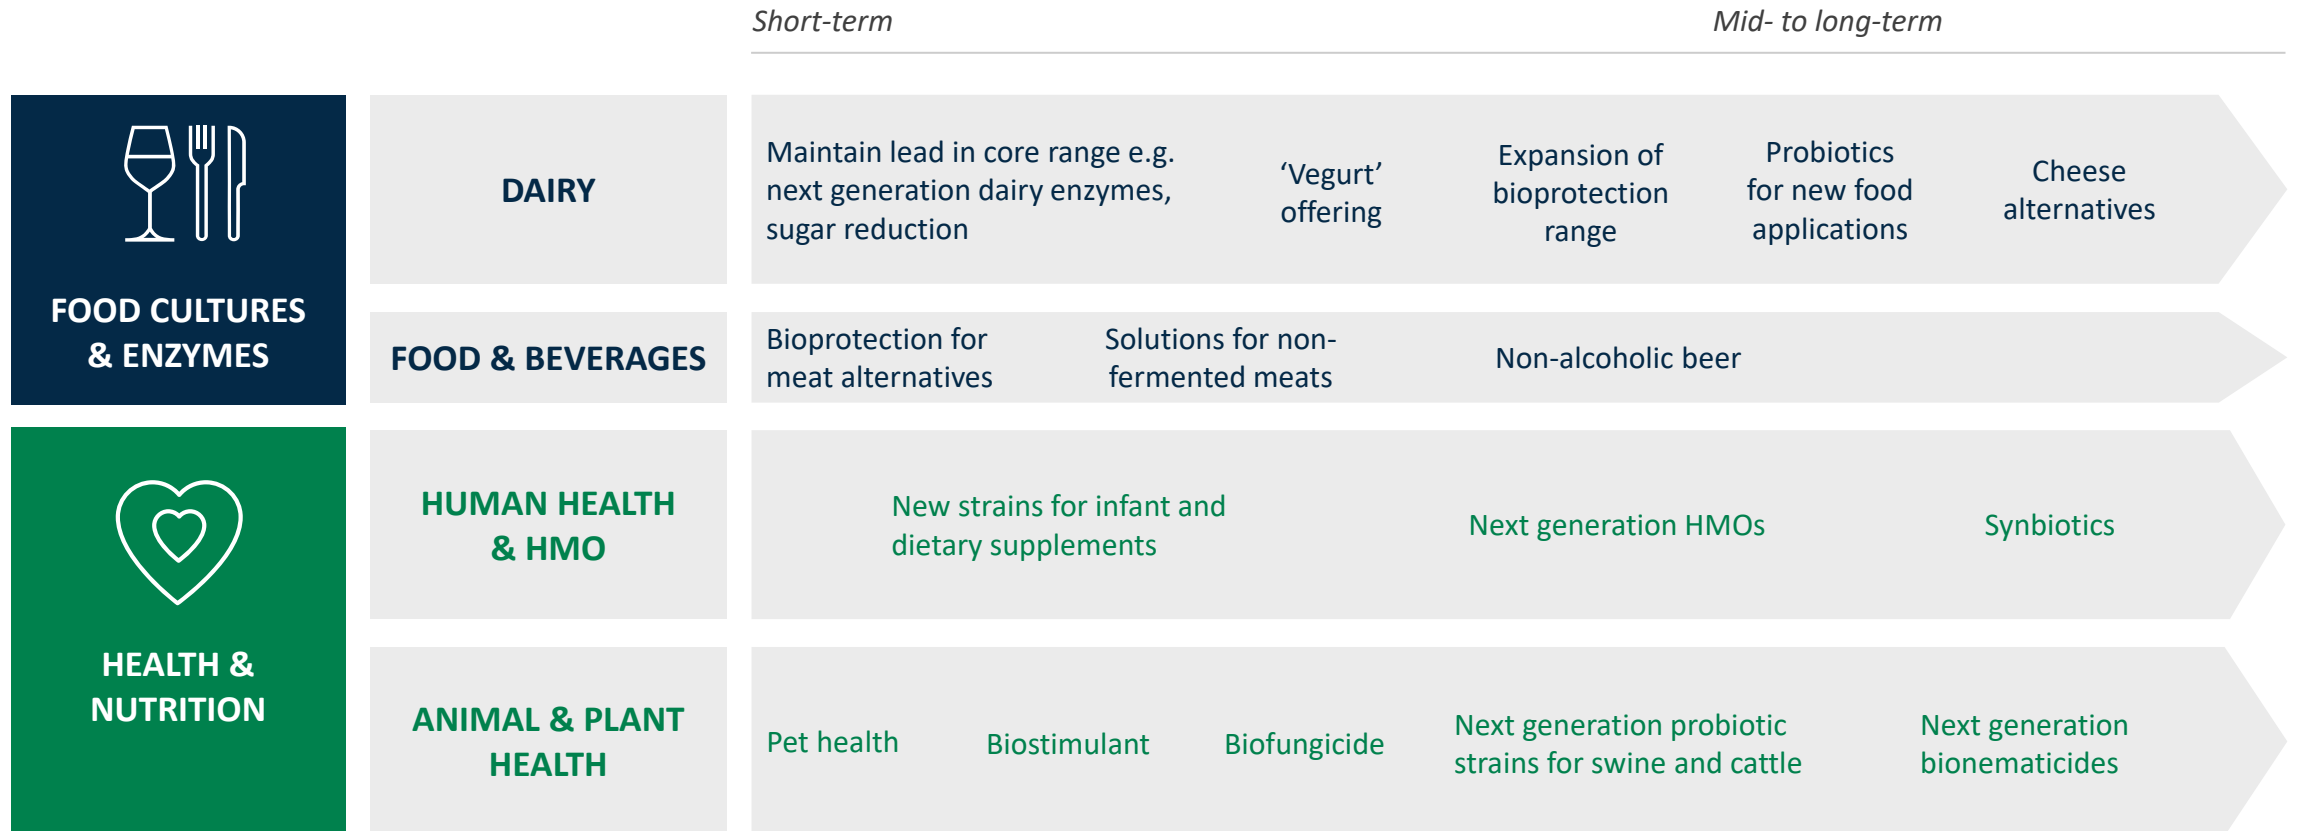 Short-term
Mid- to long-term
FOOD CULTURES
& ENZYMES
DAIRY
Maintain lead in core range e.g.
next generation dairy enzymes,
sugar reduction
‘Vegurt’
offering
Expansion of
bioprotection
range
Probiotics
for new food
applications
Cheese
alternatives
FOOD & BEVERAGES
Bioprotection for
meat alternatives
Solutions for non-
fermented meats
Non-alcoholic beer
HEALTH &
NUTRITION
HUMAN HEALTH
& HMO
New strains for infant and
dietary supplements
Next generation HMOs
Synbiotics
ANIMAL & PLANT
HEALTH
Pet health
Biostimulant
Biofungicide
Next generation probiotic
strains for swine and cattle
Next generation
bionematicides